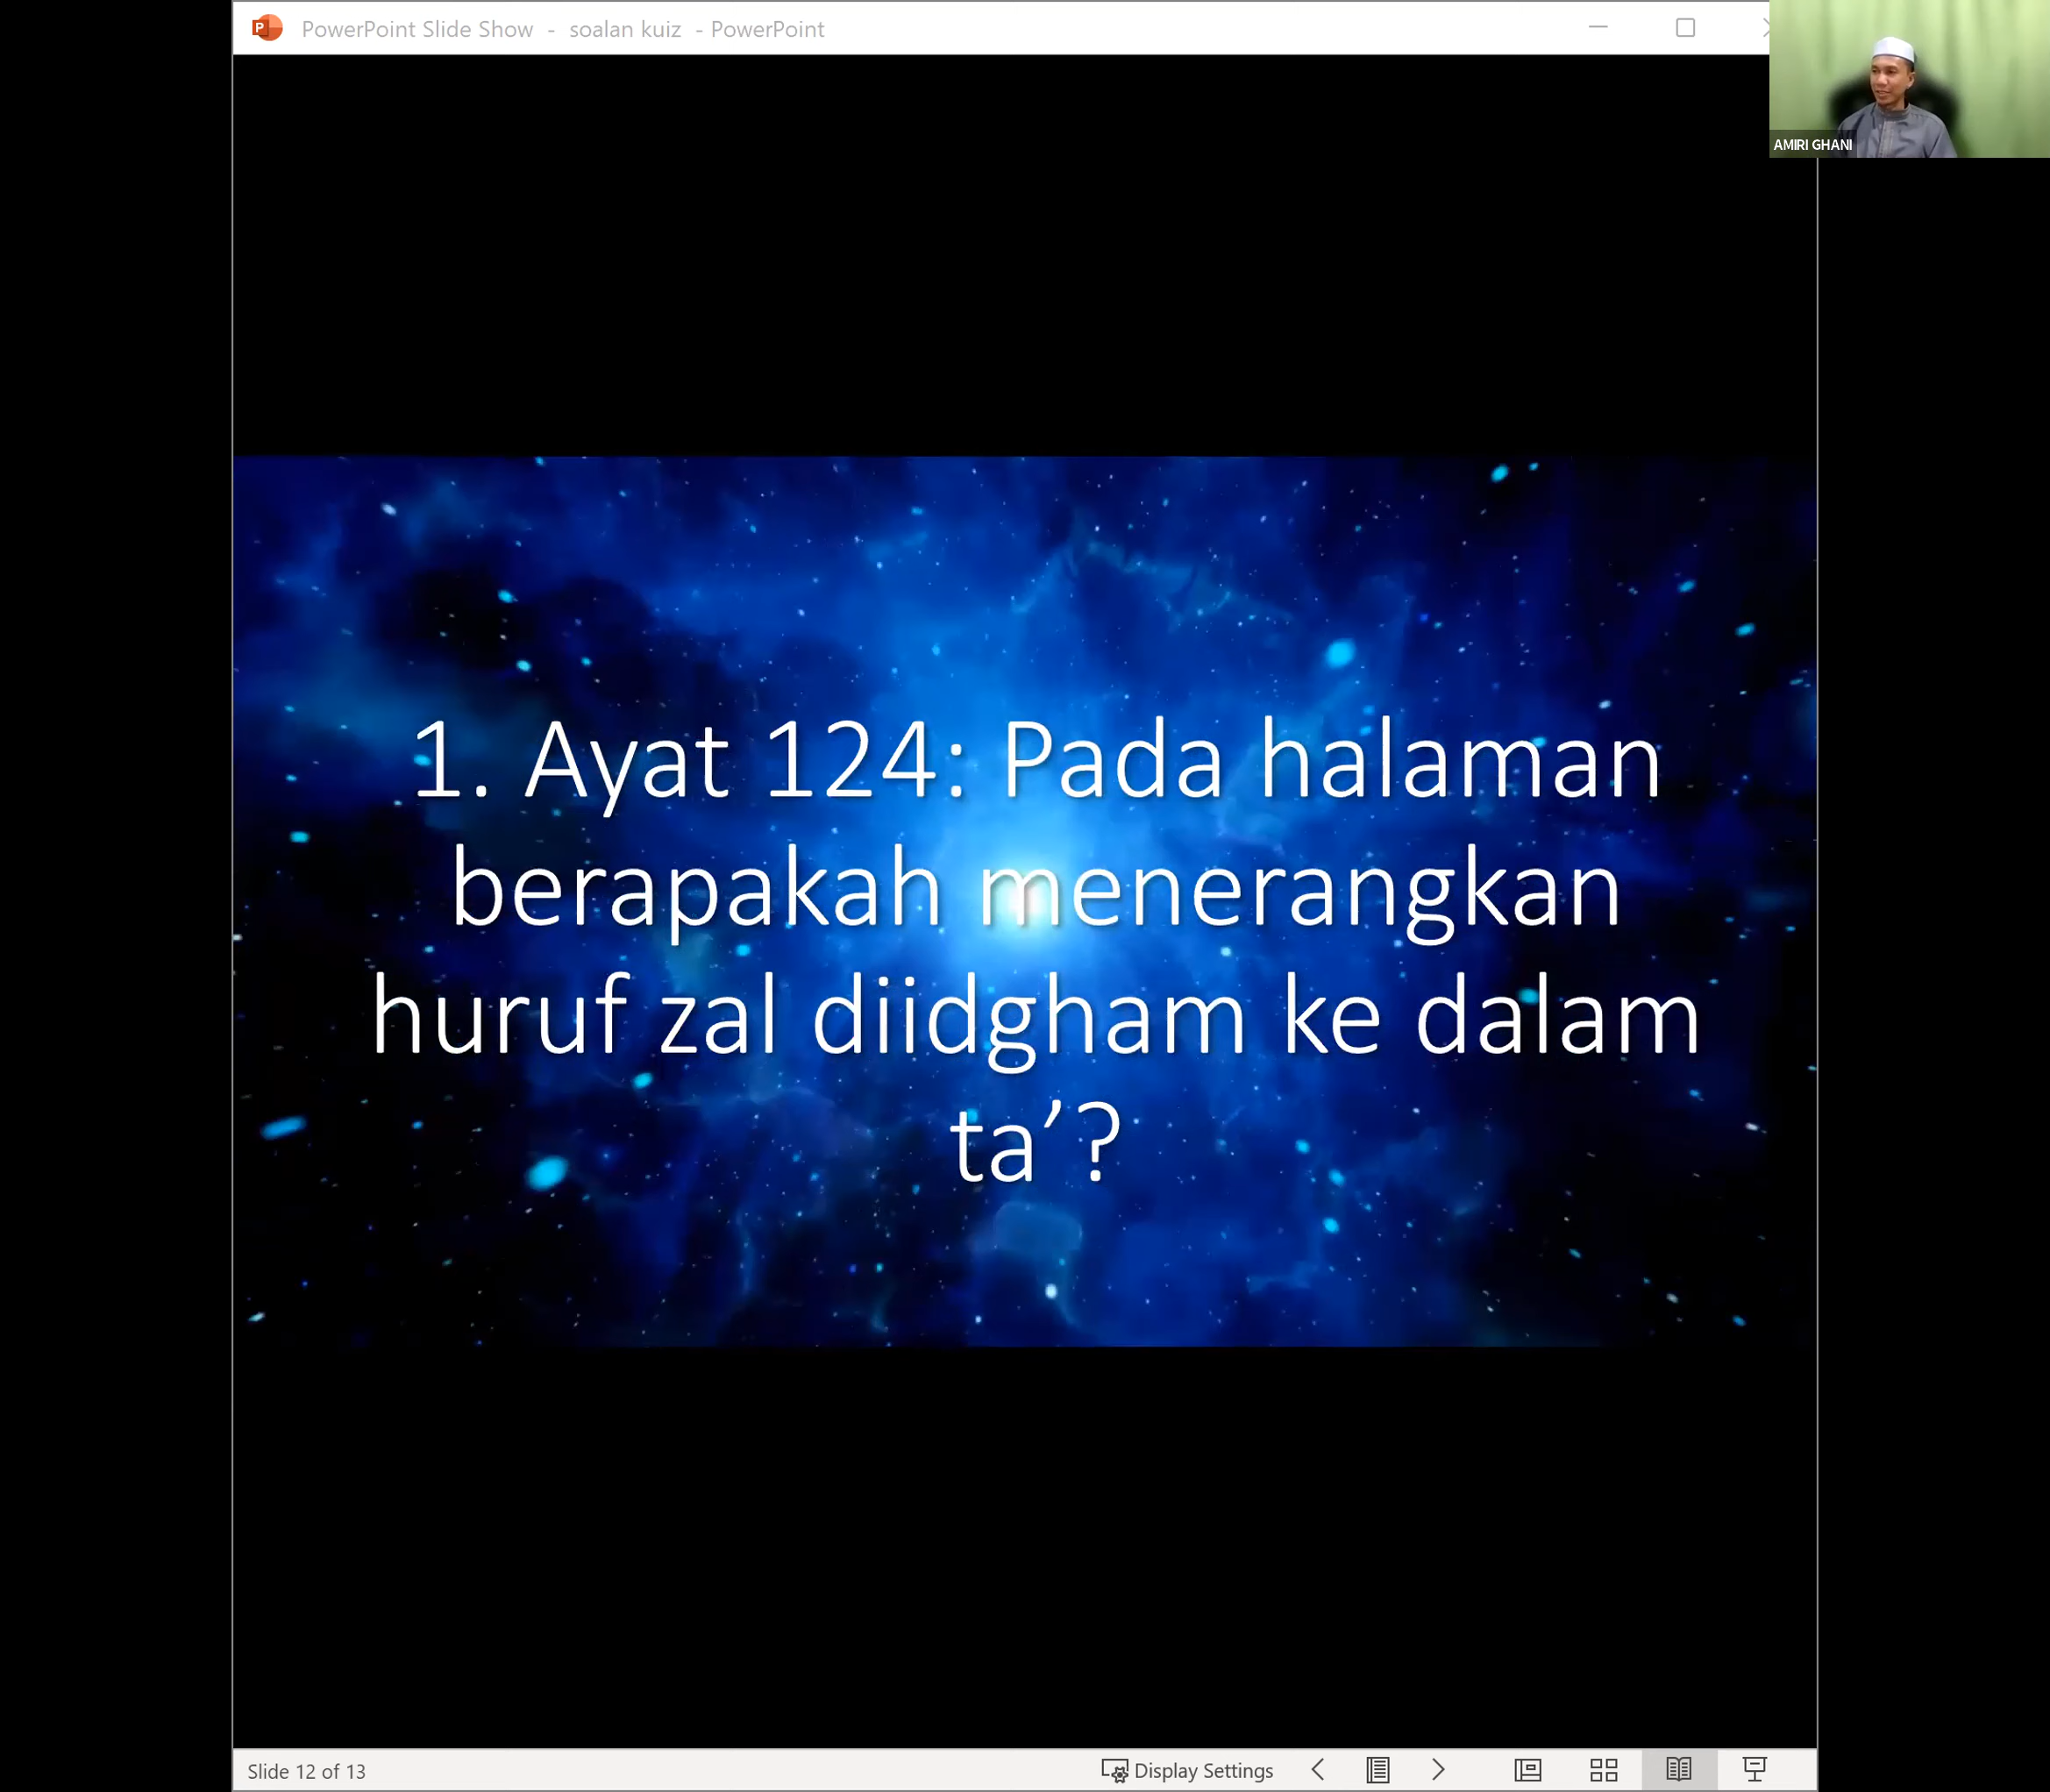 PowerPoint Slide Show - soalan kuiz - PowerPoint
AMIRI GHANI
1. Ayat 124: Pada halaman
berapakah menerangkan
huruf zal diidgham ke dalam
ta’?
Slide 12 of 13
Display Settings